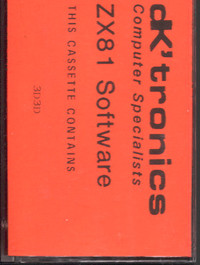 dK'tronics
Computer Specialists
ZX81 Software
THIS CASSETTE CONTAINS
3D3D